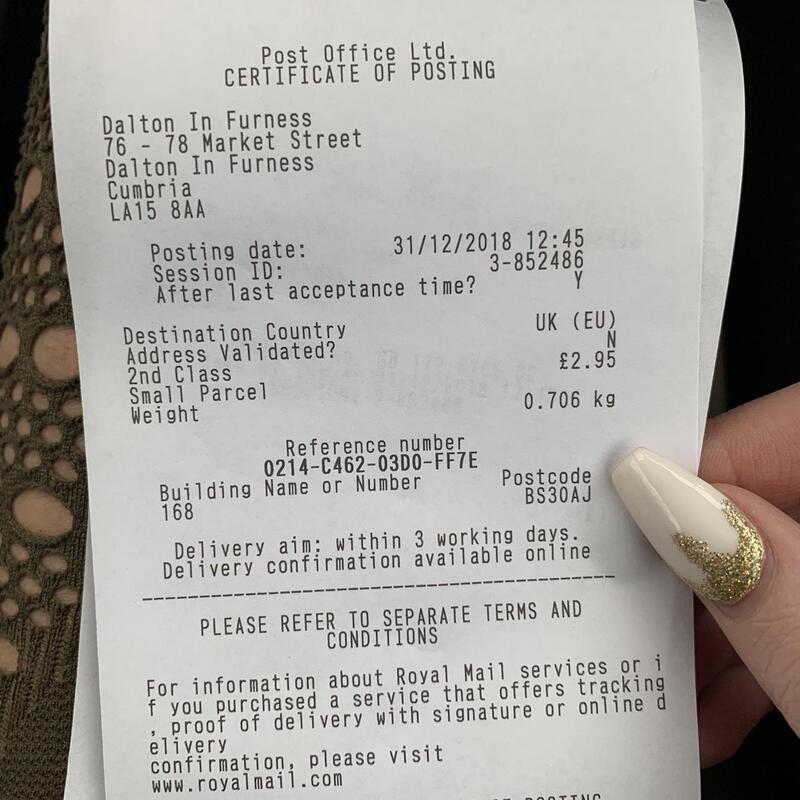 Post Office Ltd.
CERTIFICATE OF POSTING
Dalton In Furness
76 - 78 Market Street
Dalton In Furness
Cumbria
LA15 8AA
Posting date: 31/12/2018 12:45
Session ID: 3-852486
After last acceptance time? Y
Destination Country UK (EU)
Address Validated? N
2nd Class £2.95
Small Parcel
Weight 0.706 kg
Reference number
0214-C462-03D0-FF7E
Building Name or Number Postcode
168 BS30AJ
Delivery aim: within 3 working days.
Delivery confirmation available online
PLEASE REFER TO SEPARATE TERMS AND
CONDITIONS
For information about Royal Mail services or i
f you purchased a service that offers tracking
, proof of delivery with signature or online d
elivery
confirmation, please visit
www.royalmail.com